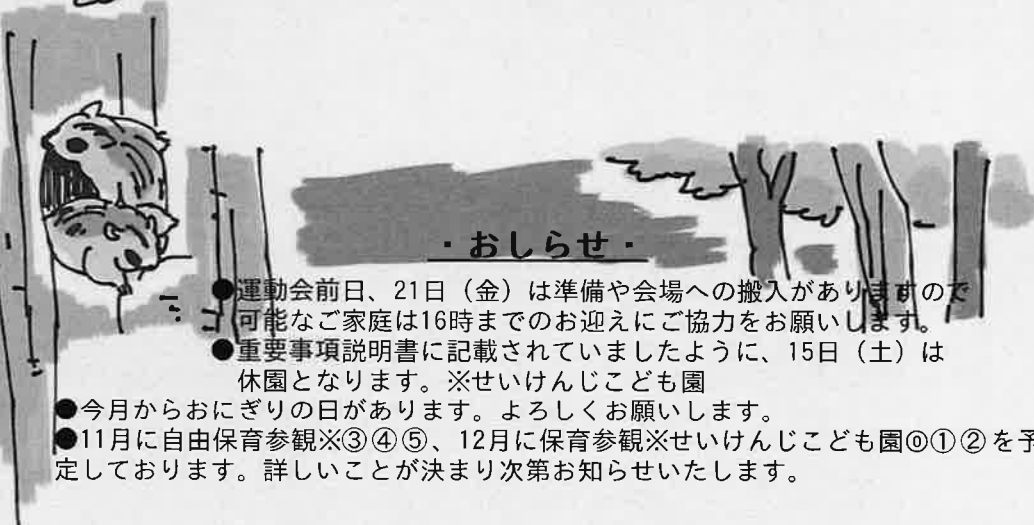 ・おしらせ・
●運動会前日、21日（金）は準備や会場への搬入がありますので
可能なご家庭は16時までのお迎えにご協力をお願いします。
●重要事項説明書に記載されていましたように、15日（土）は
休園となります。※せいけんじこども園
●今月からおにぎりの日があります。よろしくお願いします。
●11月に自由保育参観※③④⑤、12月に保育参観※せいけんじこども園⓪①②を予
定しております。詳しいことが決まり次第お知らせいたします。